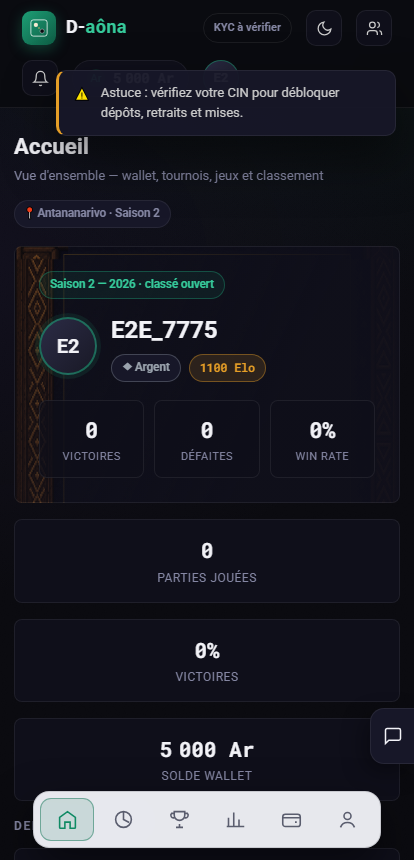 D-aôna
KYC à vérifier
5 000 Ar
E2
Astuce : vérifiez votre CIN pour débloquer
dépôts, retraits et mises.
Accueil
Vue d'ensemble — wallet, tournois, jeux et classement
Antananarivo · Saison 2
Saison 2 — 2026 · classé ouvert
E2
E2E_7775
Argent
1100 Elo
0
VICTOIRES
0
DÉFAITES
0%
WIN RATE
0
PARTIES JOUÉES
0%
VICTOIRES
5 000 Ar
SOLDE WALLET